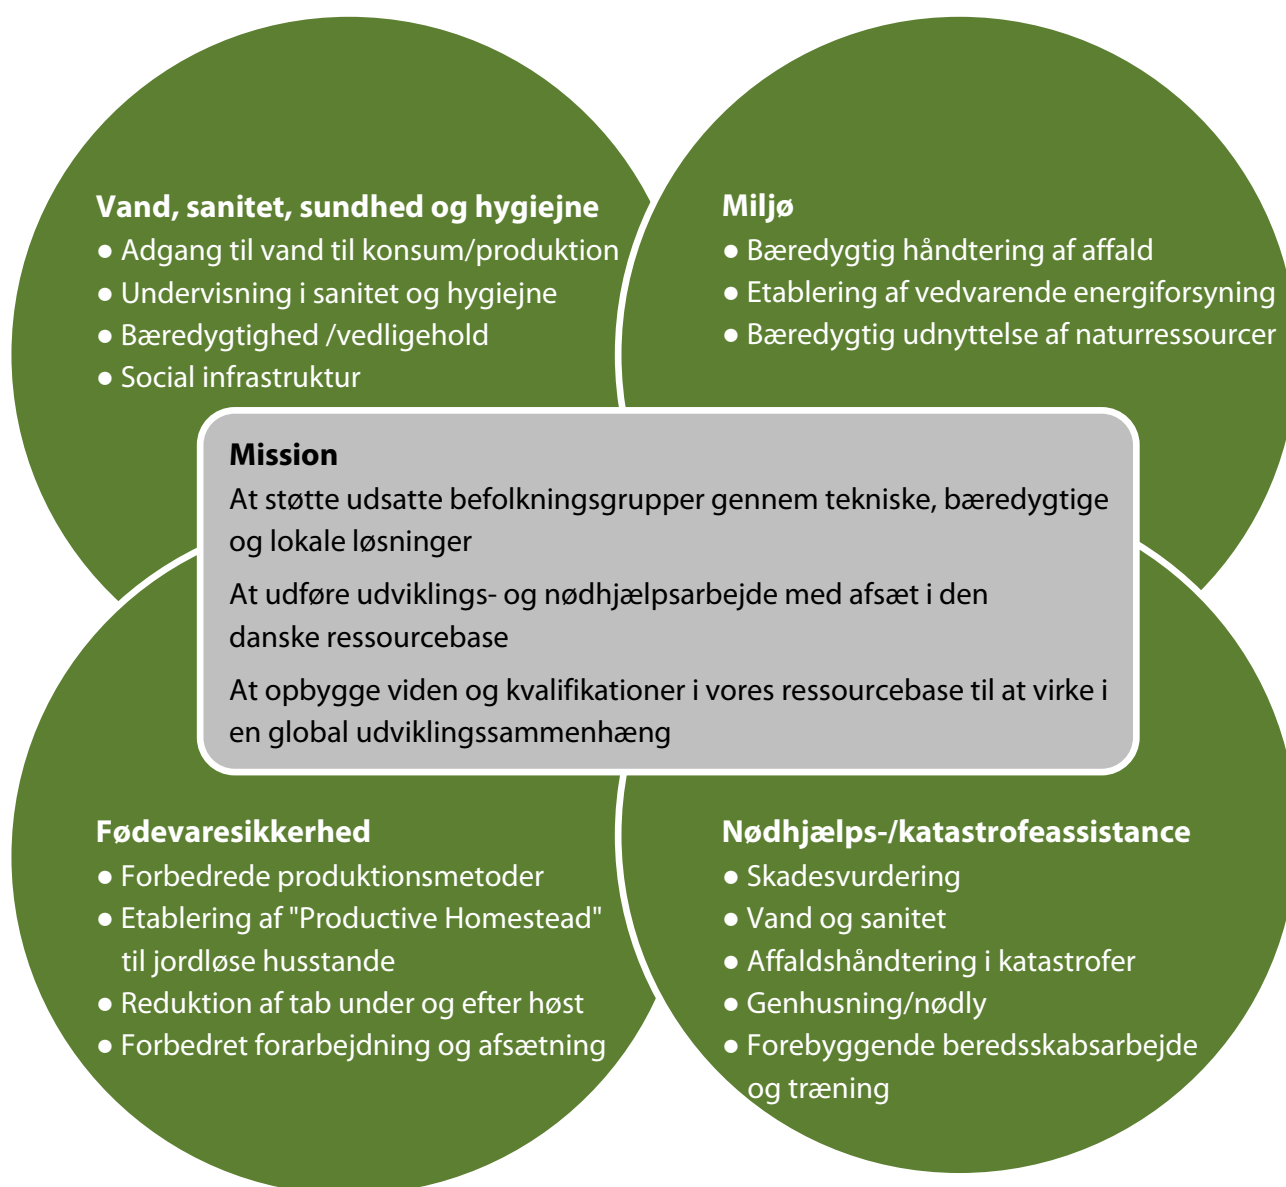 Vand, sanitet, sundhed og hygiejne
● Adgang til vand til konsum/produktion
● Undervisning i sanitet og hygiejne
● Bæredygtighed /vedligehold
● Social infrastruktur
Miljø
● Bæredygtig håndtering af affald
● Etablering af vedvarende energiforsyning
● Bæredygtig udnyttelse af naturressourcer
Mission
At støtte udsatte befolkningsgrupper gennem tekniske, bæredygtige
og lokale løsninger
At udføre udviklings- og nødhjælpsarbejde med afsæt i den
danske ressourcebase
At opbygge viden og kvalifikationer i vores ressourcebase til at virke i
en global udviklingssammenhæng
Fødevaresikkerhed
● Forbedrede produktionsmetoder
● Etablering af "Productive Homestead"
til jordløse husstande
● Reduktion af tab under og efter høst
● Forbedret forarbejdning og afsætning
Nødhjælps-/katastrofeassistance
● Skadesvurdering
● Vand og sanitet
● Affaldshåndtering i katastrofer
● Genhusning/nødly
● Forebyggende beredsskabsarbejde
og træning